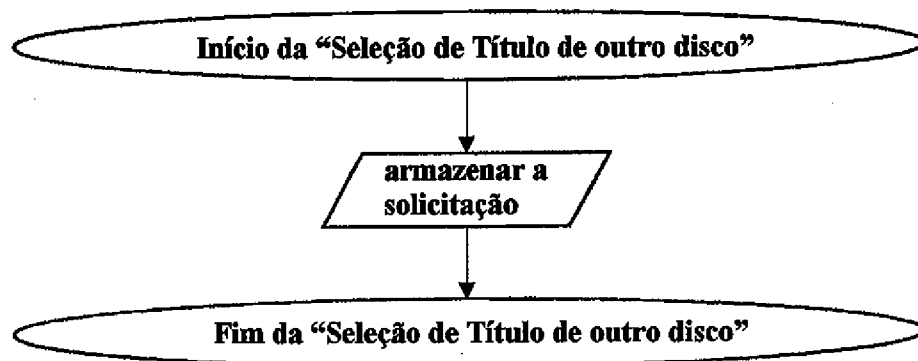 Início da “Seleção de Título de outro disco”
armazenar a
solicitação
Fim da “Seleção de Título de outro disco”